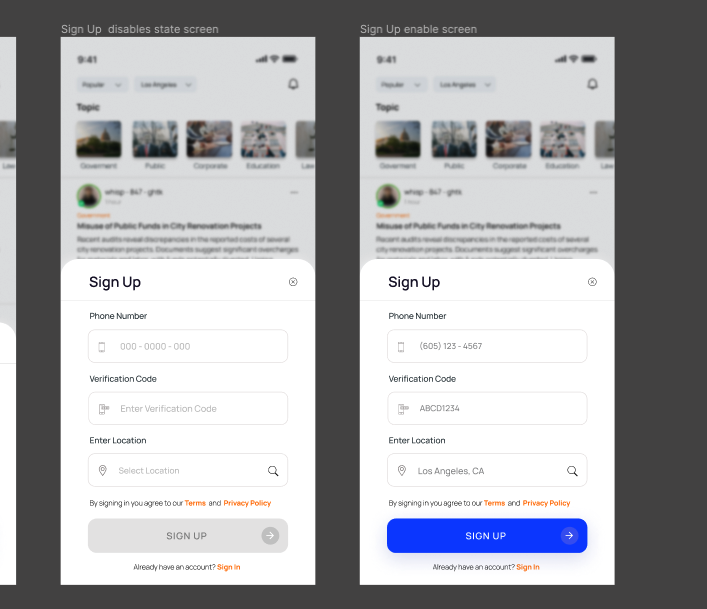 Sign Up disables state screen
9:41
Popular
Los Angeles
Topic
Goverment
Public
Corporate
Education
Law
whisp - 847 - ghtk
1 hour
Government
Misuse of Public Funds in City Renovation Projects
Recent audits reveal discrepancies in the reported costs of several
city renovation projects. Documents suggest significant overcharges
Sign Up
Phone Number
000 - 0000 - 000
Verification Code
Enter Verification Code
Enter Location
Select Location
By signing in you agree to our Terms and Privacy Policy
SIGN UP
Already have an account? Sign In
Sign Up enable screen
9:41
Popular
Los Angeles
Topic
Goverment
Public
Corporate
Education
Law
whisp - 847 - ghtk
1 hour
Government
Misuse of Public Funds in City Renovation Projects
Recent audits reveal discrepancies in the reported costs of several
city renovation projects. Documents suggest significant overcharges
Sign Up
Phone Number
(605) 123 - 4567
Verification Code
ABCD1234
Enter Location
Los Angeles, CA
By signing in you agree to our Terms and Privacy Policy
SIGN UP
Already have an account? Sign In